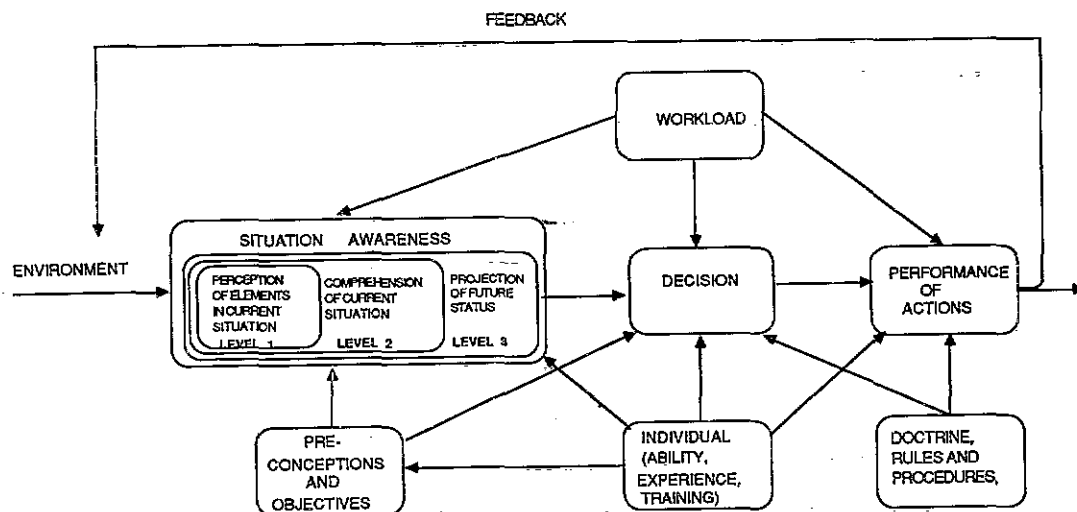 FEEDBACK
WORKLOAD
SITUATION AWARENESS
ENVIRONMENT
PERCEPTION
OF ELEMENTS
IN CURRENT
SITUATION
LEVEL 1
COMPREHENSION
OF CURRENT
SITUATION
LEVEL 2
PROJECTION
OF FUTURE
STATUS
LEVEL 3
DECISION
PERFORMANCE
OF
ACTIONS
PRE-
CONCEPTIONS
AND
OBJECTIVES
INDIVIDUAL
(ABILITY,
EXPERIENCE,
TRAINING)
DOCTRINE,
RULES AND
PROCEDURES,